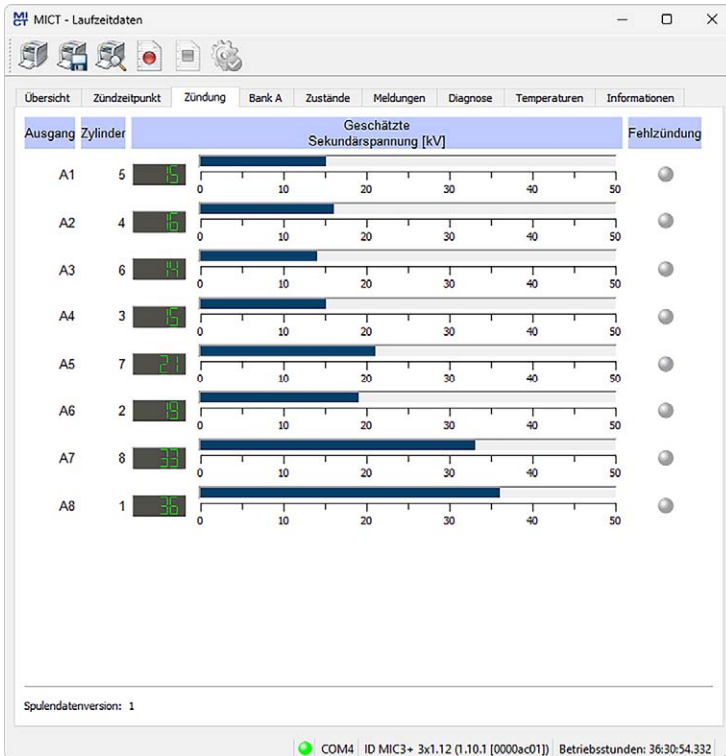 MICT - Laufzeitdaten
Übersicht Zündzeitpunkt Zündung Bank A Zustände Meldungen Diagnose Temperaturen Informationen
Ausgang Zylinder Geschätzte Sekundärspannung [kV] Fehlzündung
A1 5 15
0 10 20 30 40 50
A2 4 16
0 10 20 30 40 50
A3 6 14
0 10 20 30 40 50
A4 3 15
0 10 20 30 40 50
A5 7 21
0 10 20 30 40 50
A6 2 19
0 10 20 30 40 50
A7 8 33
0 10 20 30 40 50
A8 1 36
0 10 20 30 40 50
Spulendatenversion: 1
COM4 ID MIC3+ 3x1.12 (1.10.1 [0000ac01]) Betriebsstunden: 36:30:54.332